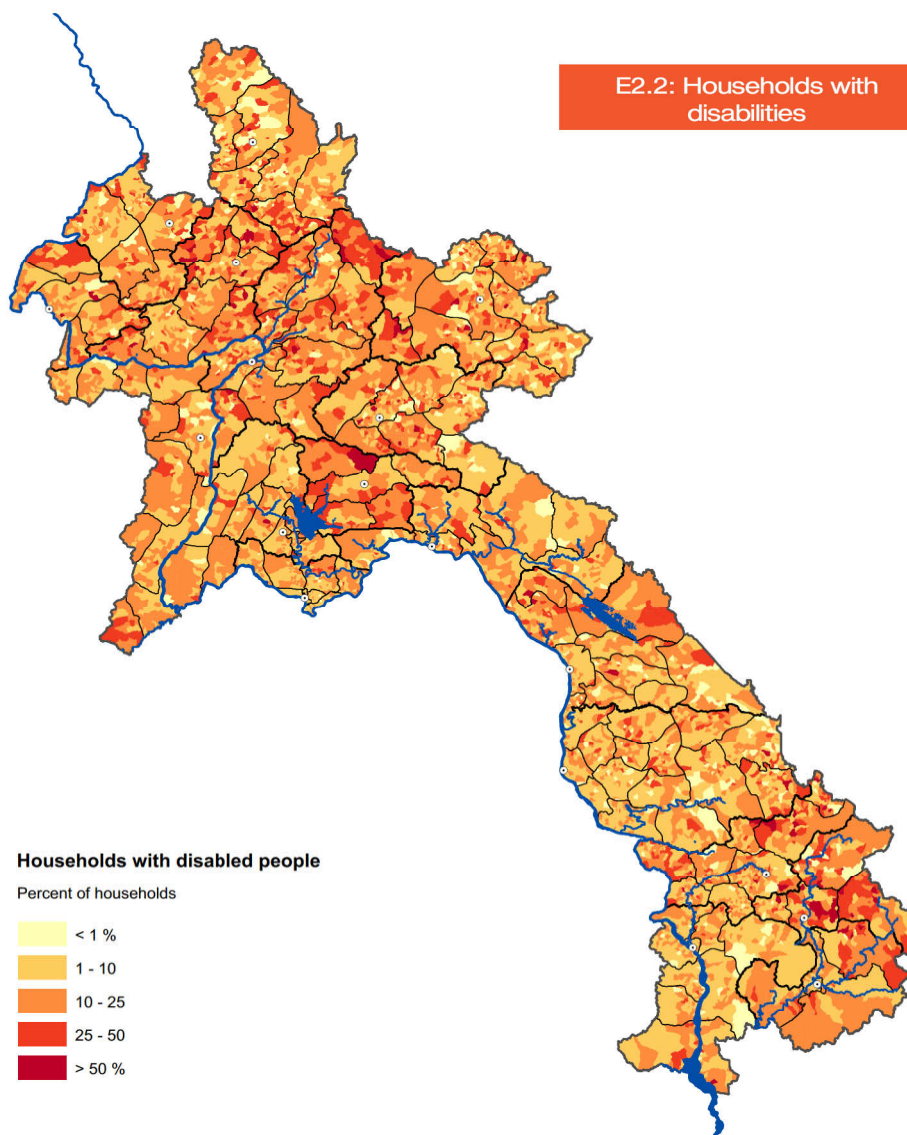 E2.2: Households with
disabilities
Households with disabled people
Percent of households
< 1 %
1 - 10
10 - 25
25 - 50
> 50 %